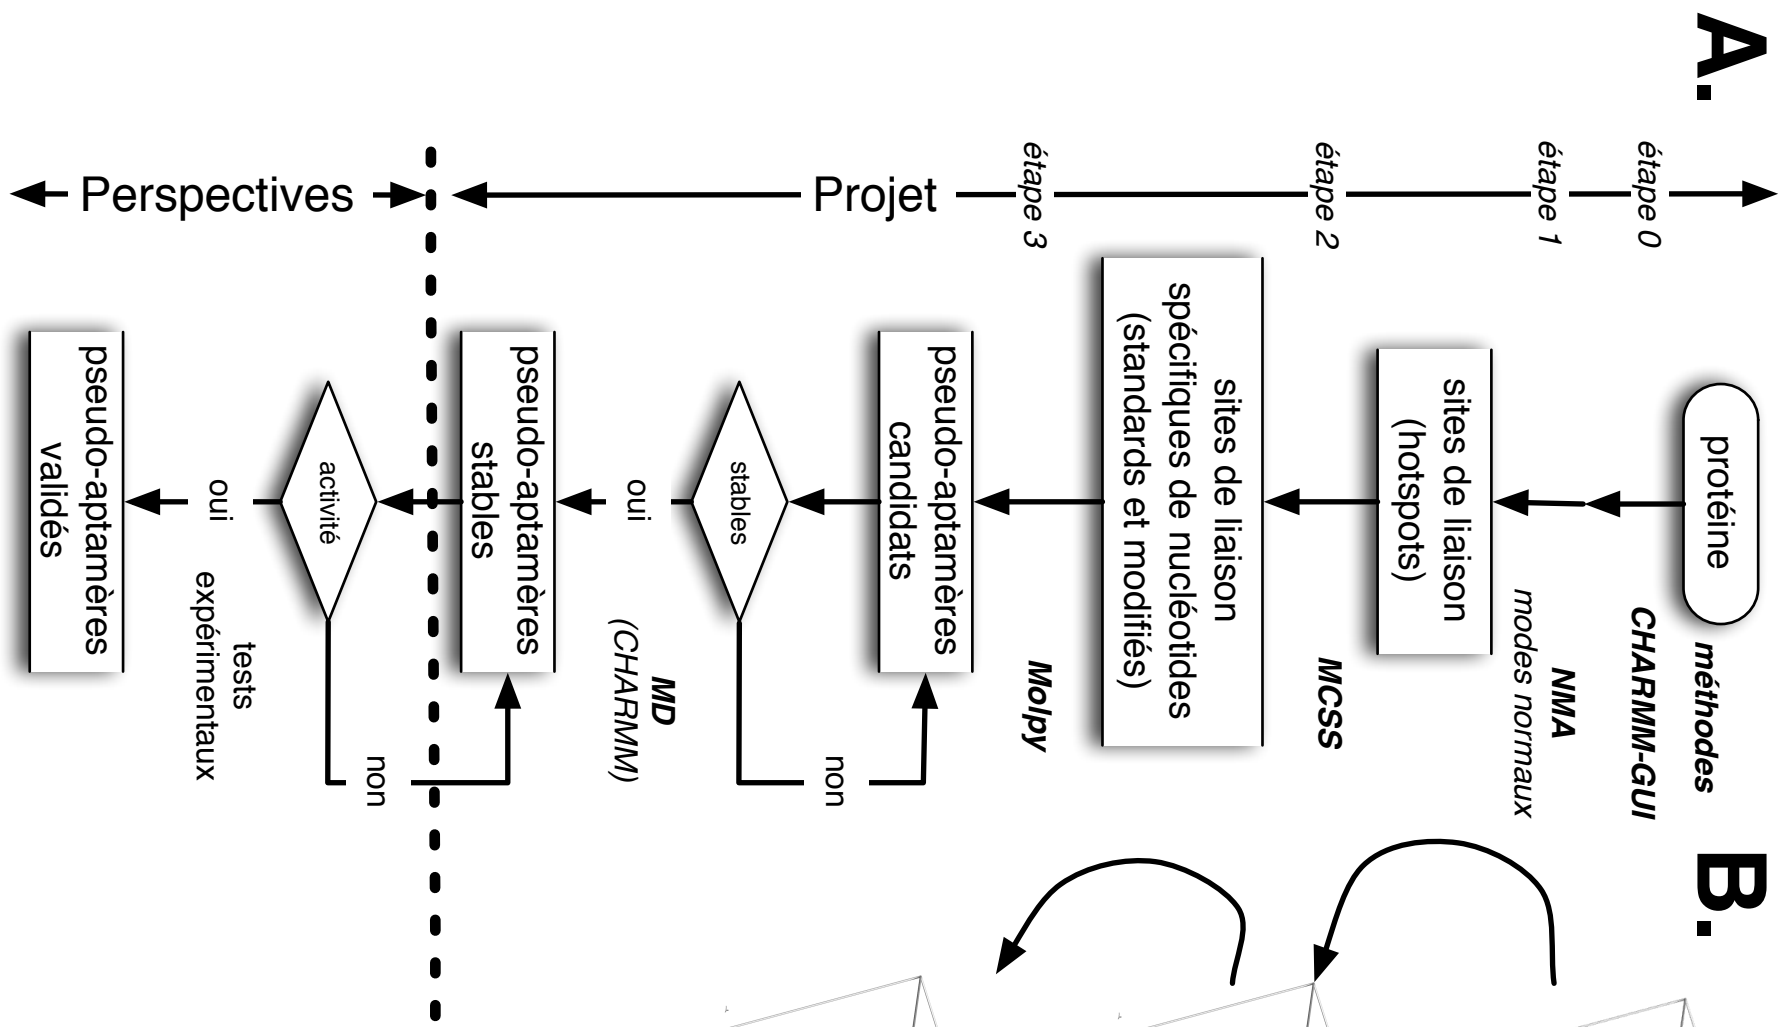 A.
étape 0
étape 1
étape 2
étape 3
Projet
Perspectives
protéine
méthodes
CHARMM-GUI
NMA
modes normaux
sites de liaison
(hotspots)
MCSS
sites de liaison
spécifiques de nucléotides
(standards et modifiés)
Molpy
pseudo-aptamères
candidats
stables
non
oui
MD
(CHARMM)
pseudo-aptamères
stables
activité
non
oui
tests
expérimentaux
pseudo-aptamères
validés
B.